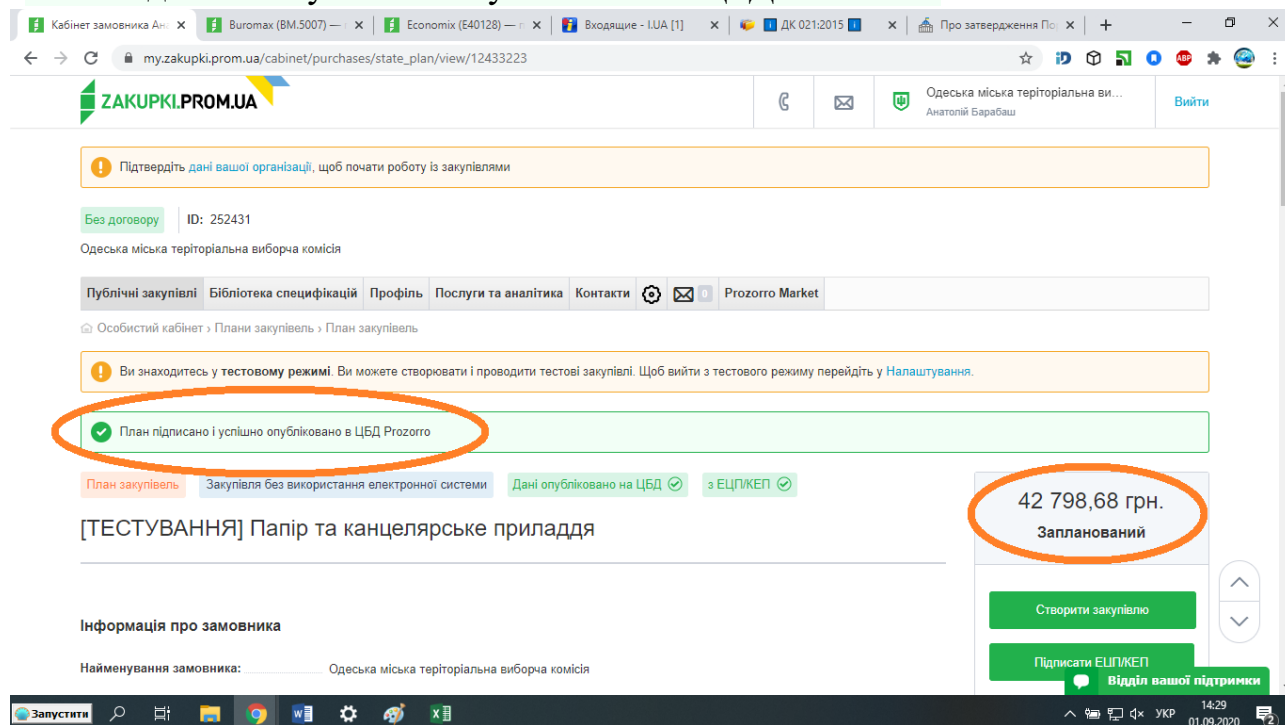 Кабінет замовника Ан
Buromax (BM.5007) —
Economix (E40128) — п
Входящие - I.UA [1]
ДК 021:2015
Про затвердження По
my.zakupki.prom.ua/cabinet/purchases/state_plan/view/12433223
ZAKUPKI.PROM.UA
Одеська міська теріторіальна ви...
Анатолій Барабаш
Вийти
Підтвердіть дані вашої організації, щоб почати роботу із закупівлями
Без договору
ID: 252431
Одеська міська теріторіальна виборча комісія
Публічні закупівлі Бібліотека специфікацій Профіль Послуги та аналітика Контакти 0 Prozorro Market
Особистий кабінет › Плани закупівель › План закупівель
Ви знаходитесь у тестовому режимі. Ви можете створювати і проводити тестові закупівлі. Щоб вийти з тестового режиму перейдіть у Налаштування.
План підписано і успішно опубліковано в ЦБД Prozorro
План закупівель Закупівля без використання електронної системи Дані опубліковано на ЦБД з ЕЦП/КЕП
42 798,68 грн.
Запланований
[ТЕСТУВАННЯ] Папір та канцелярське приладдя
Створити закупівлю
Інформація про замовника
Підписати ЕЦП/КЕП
Найменування замовника: Одеська міська теріторіальна виборча комісія
Відділ вашої підтримки
Запустити
УКР
14:29
01.09.2020